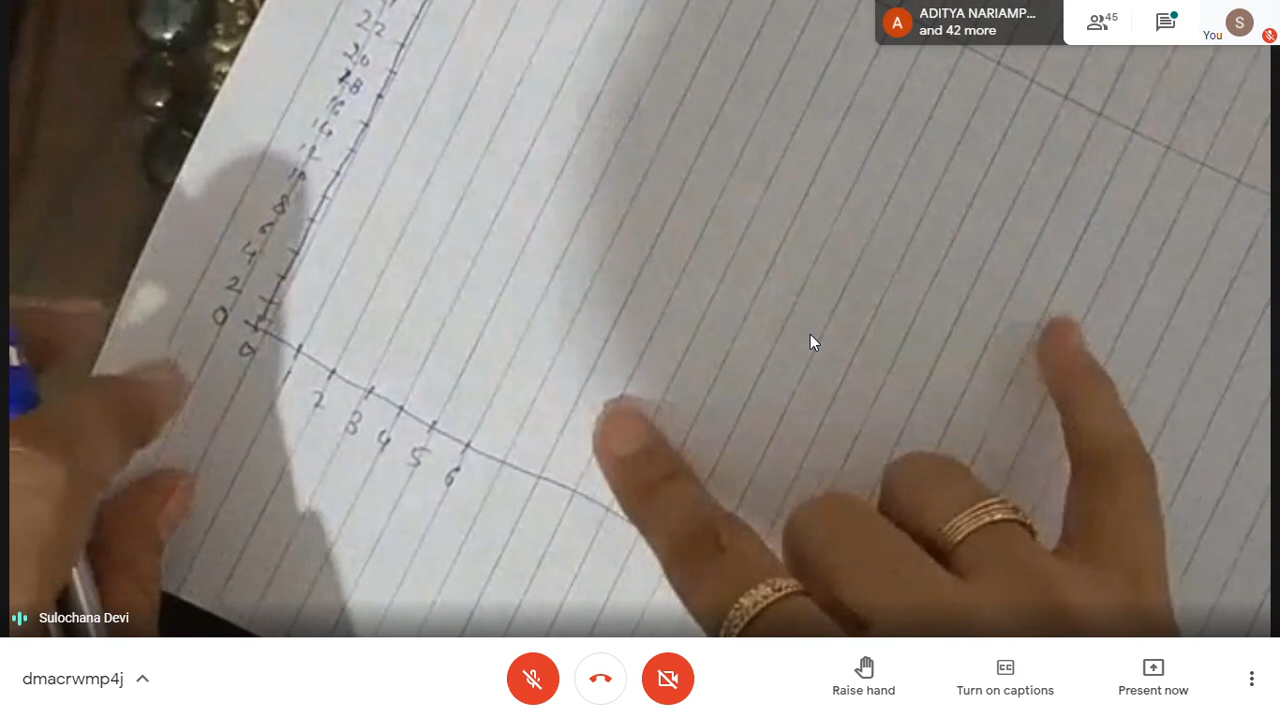 ADITYA NARIAMP...
and 42 more
A
45
You
S
22
20
18
16
14
12
10
8
6
4
2
0
0
2
3
4
5
6
Sulochana Devi
dmacrwmp4j
Raise hand
Turn on captions
Present now